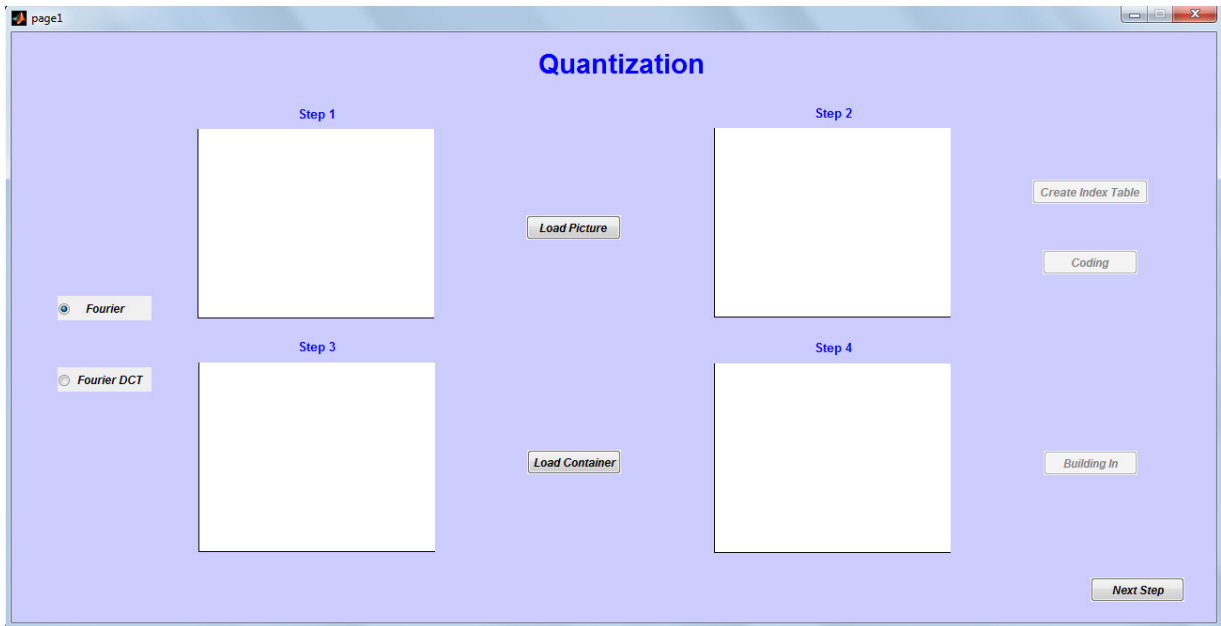 page1
Quantization
Step 1
Step 2
Create Index Table
Load Picture
Coding
Fourier
Step 3
Step 4
Fourier DCT
Load Container
Building In
Next Step